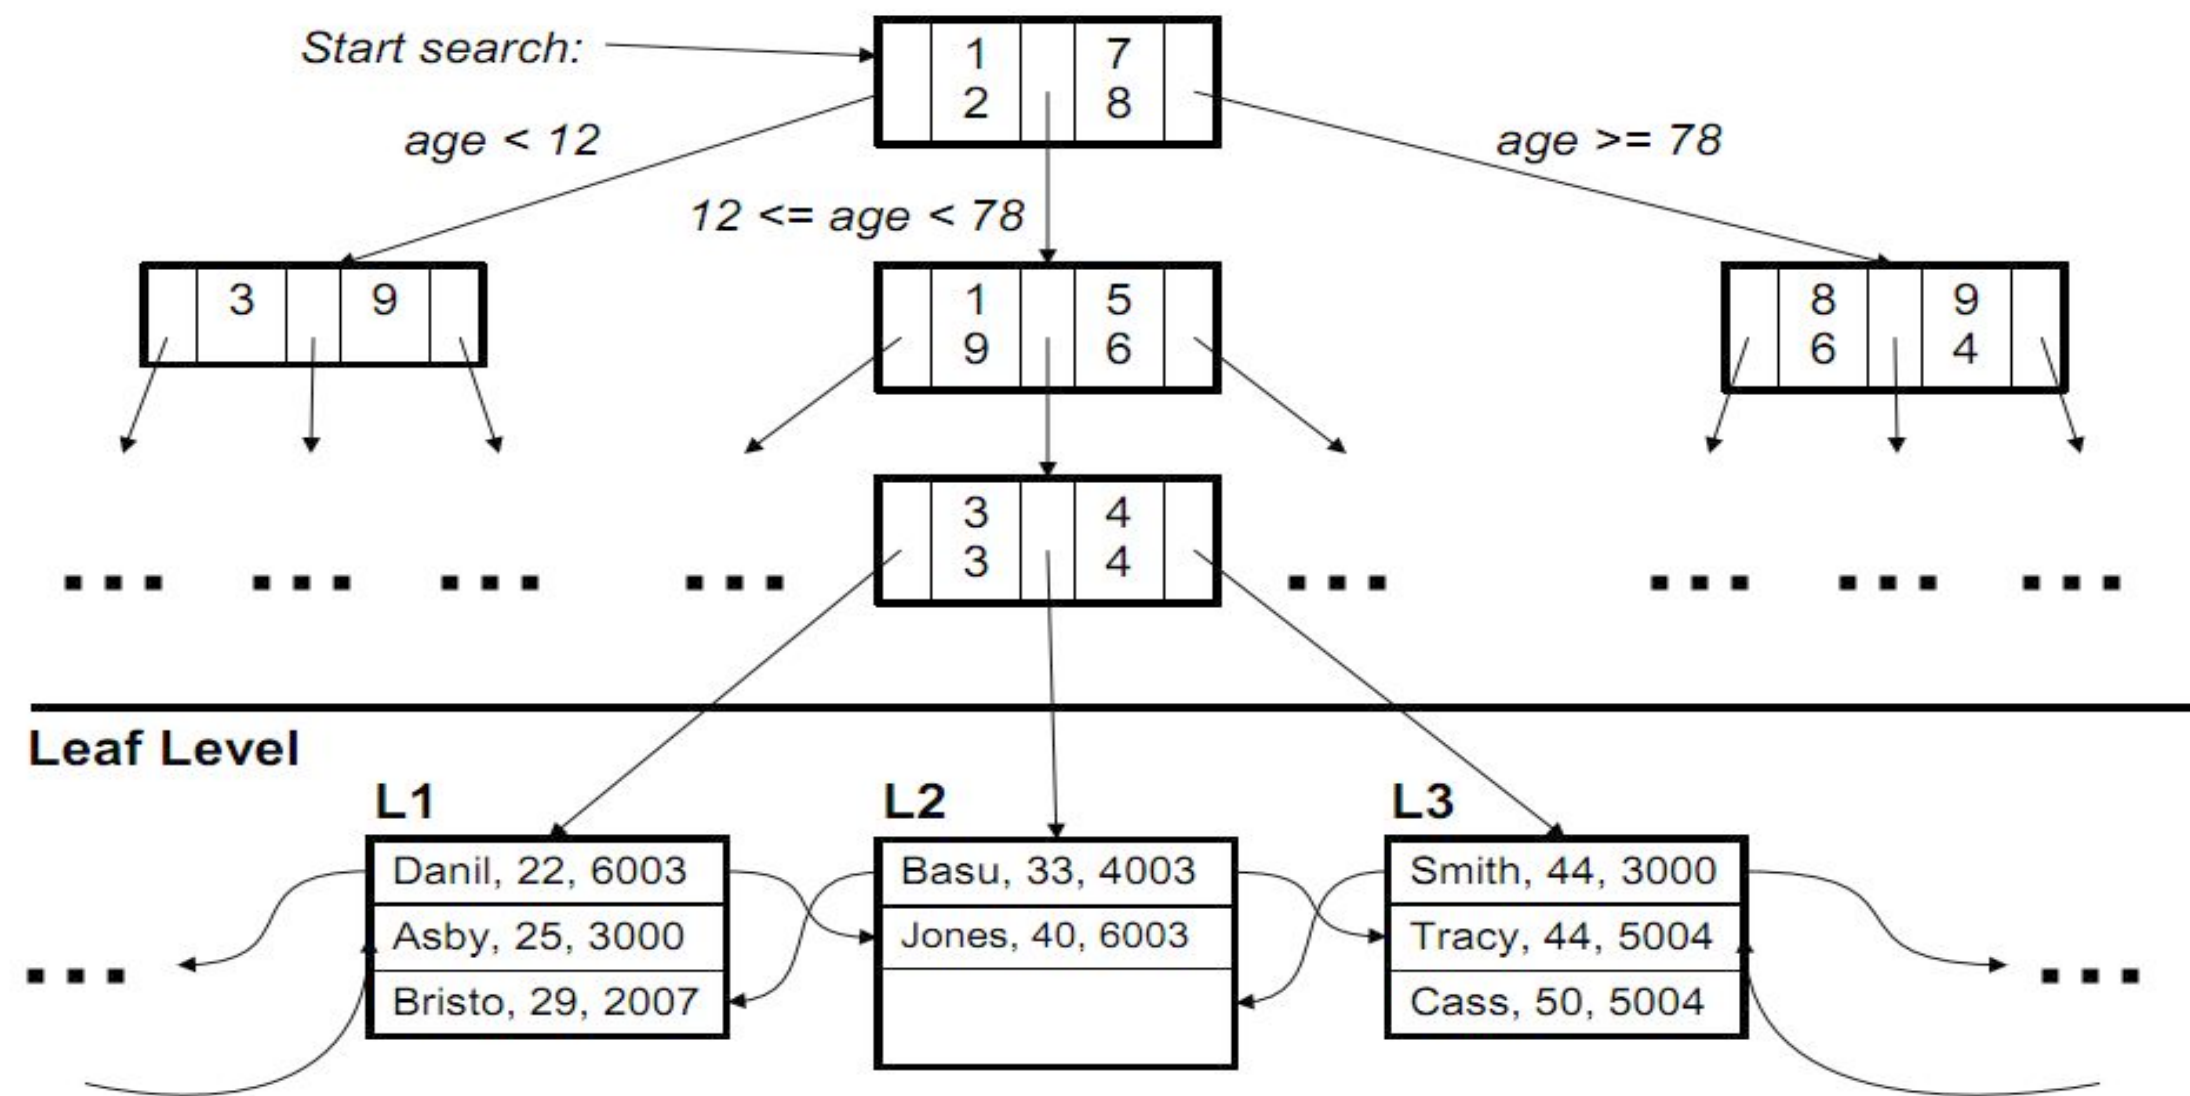 Start search:
1 7
2 8
age < 12
age >= 78
12 <= age < 78
3 9
1 5
9 6
8 9
6 4
3 4
3 4
Leaf Level
L1
L2
L3
Danil, 22, 6003
Asby, 25, 3000
Bristo, 29, 2007
Basu, 33, 4003
Jones, 40, 6003
Smith, 44, 3000
Tracy, 44, 5004
Cass, 50, 5004